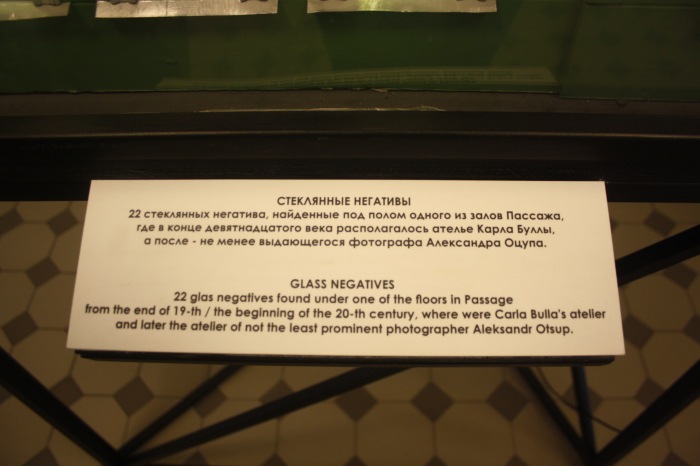 СТЕКЛЯННЫЕ НЕГАТИВЫ
22 стеклянных негатива, найденные под полом одного из залов Пассажа,
где в конце девятнадцатого века располагалось ателье Карла Буллы,
а после - не менее выдающегося фотографа Александра Оцупа.
GLASS NEGATIVES
22 glas negatives found under one of the floors in Passage
from the end of 19-th / the beginning of the 20-th century, where were Carla Bulla's atelier
and later the atelier of not the least prominent photographer Aleksandr Otsup.